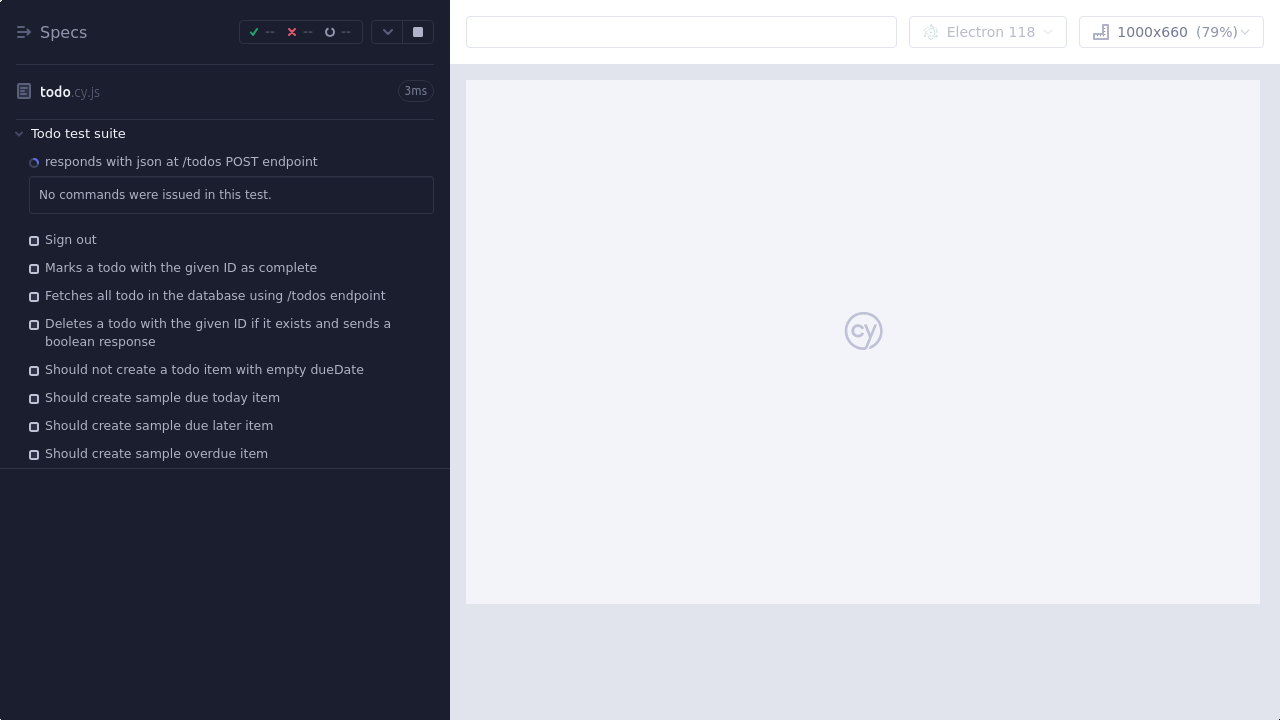 Specs
--
--
--
Electron 118
1000x660 (79%)
todo.cy.js
3ms
Todo test suite
responds with json at /todos POST endpoint
No commands were issued in this test.
Sign out
Marks a todo with the given ID as complete
Fetches all todo in the database using /todos endpoint
Deletes a todo with the given ID if it exists and sends a
boolean response
Should not create a todo item with empty dueDate
Should create sample due today item
Should create sample due later item
Should create sample overdue item
cy